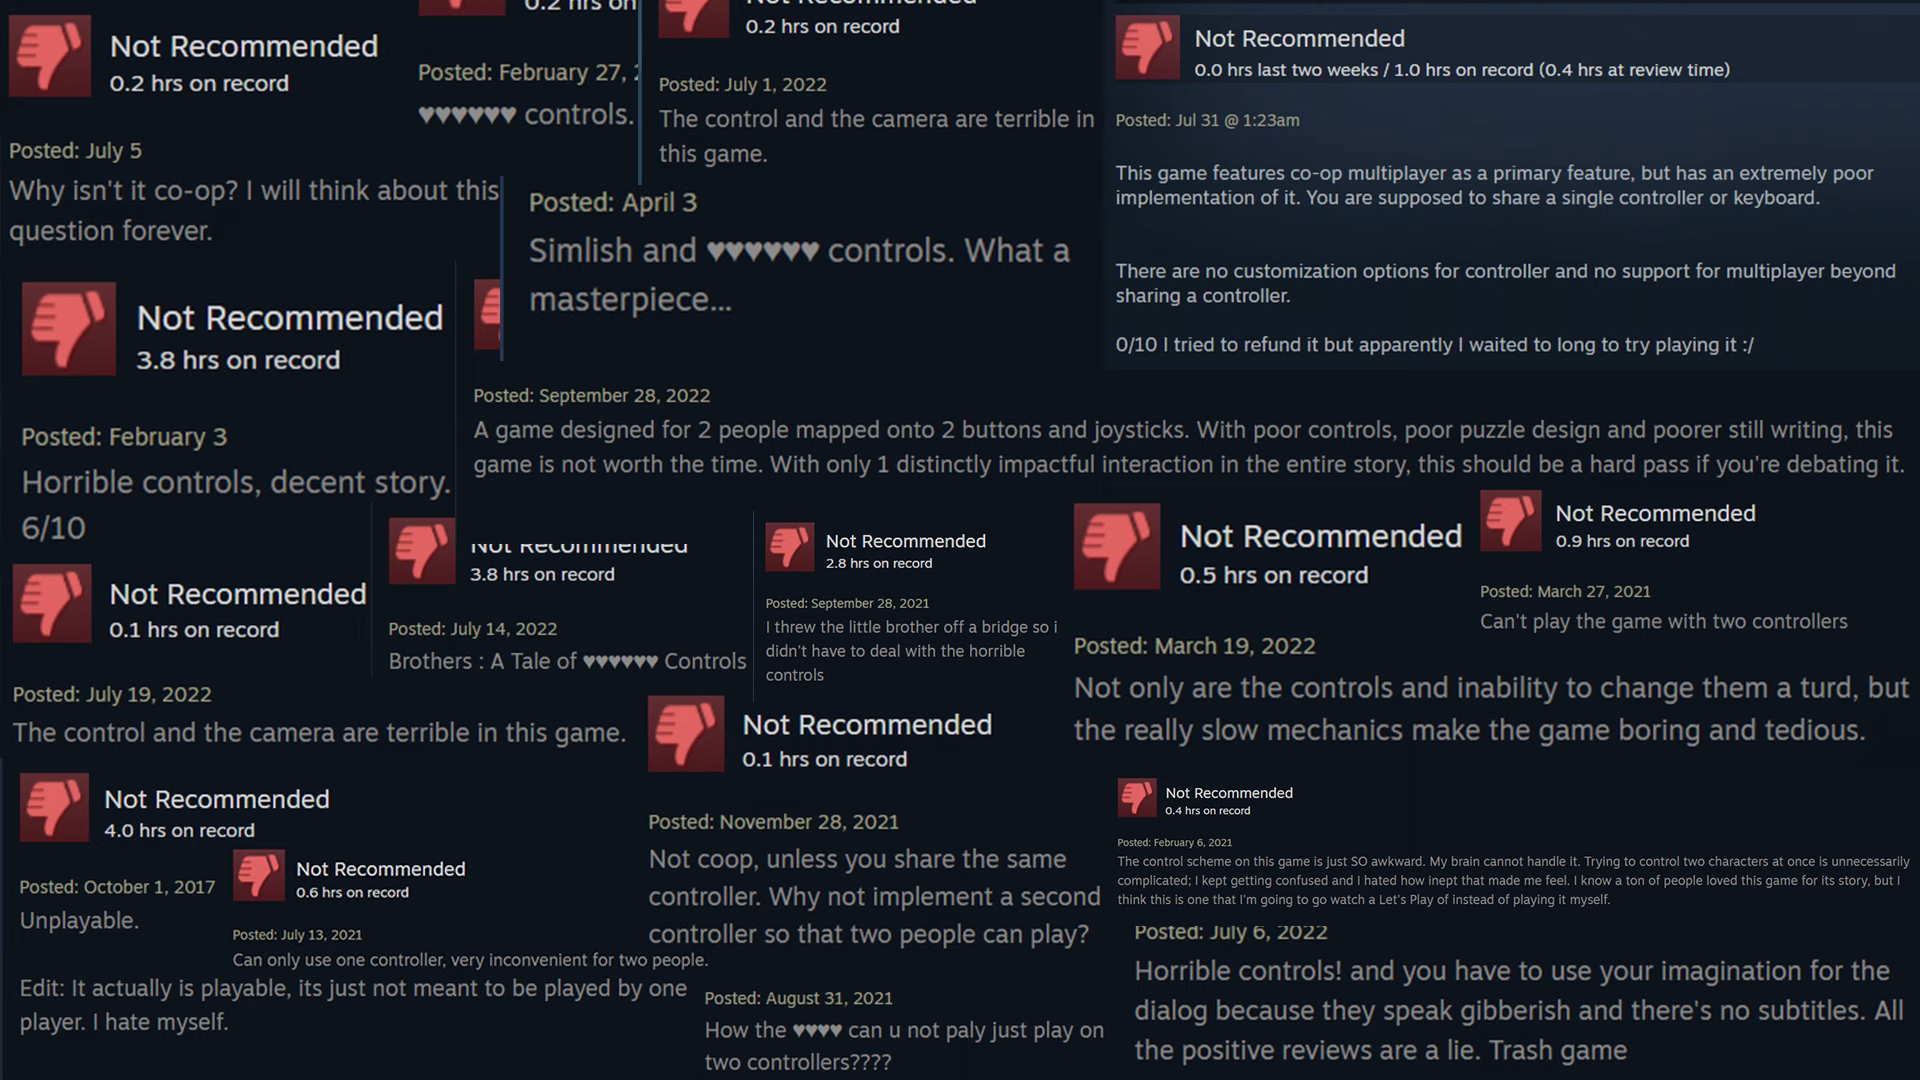 Not Recommended
0.2 hrs on record
Posted: July 5
Why isn't it co-op? I will think about this
question forever.
0.2 hrs on
Posted: February 27,
♥♥♥♥♥♥ controls.
Not Recommended
0.2 hrs on record
Posted: July 1, 2022
The control and the camera are terrible in
this game.
Not Recommended
0.0 hrs last two weeks / 1.0 hrs on record (0.4 hrs at review time)
Posted: Jul 31 @ 1:23am
This game features co-op multiplayer as a primary feature, but has an extremely poor
implementation of it. You are supposed to share a single controller or keyboard.
There are no customization options for controller and no support for multiplayer beyond
sharing a controller.
0/10 I tried to refund it but apparently I waited to long to try playing it :/
Posted: April 3
Simlish and ♥♥♥♥♥♥ controls. What a
masterpiece...
Not Recommended
3.8 hrs on record
Posted: February 3
Horrible controls, decent story.
6/10
Posted: September 28, 2022
A game designed for 2 people mapped onto 2 buttons and joysticks. With poor controls, poor puzzle design and poorer still writing, this
game is not worth the time. With only 1 distinctly impactful interaction in the entire story, this should be a hard pass if you're debating it.
Not Recommended
0.1 hrs on record
Posted: July 19, 2022
The control and the camera are terrible in this game.
Not Recommended
3.8 hrs on record
Posted: July 14, 2022
Brothers : A Tale of ♥♥♥♥♥♥ Controls
Not Recommended
2.8 hrs on record
Posted: September 28, 2021
I threw the little brother off a bridge so i
didn't have to deal with the horrible
controls
Not Recommended
0.5 hrs on record
Posted: March 19, 2022
Not only are the controls and inability to change them a turd, but
the really slow mechanics make the game boring and tedious.
Not Recommended
0.9 hrs on record
Posted: March 27, 2021
Can't play the game with two controllers
Not Recommended
4.0 hrs on record
Posted: October 1, 2017
Unplayable.
Edit: It actually is playable, its just not meant to be played by one
player. I hate myself.
Not Recommended
0.6 hrs on record
Posted: July 13, 2021
Can only use one controller, very inconvenient for two people.
Not Recommended
0.1 hrs on record
Posted: November 28, 2021
Not coop, unless you share the same
controller. Why not implement a second
controller so that two people can play?
Posted: August 31, 2021
How the ♥♥♥♥ can u not paly just play on
two controllers????
Not Recommended
0.4 hrs on record
Posted: February 6, 2021
The control scheme on this game is just SO awkward. My brain cannot handle it. Trying to control two characters at once is unnecessarily
complicated; I kept getting confused and I hated how inept that made me feel. I know a ton of people loved this game for its story, but I
think this is one that I'm going to go watch a Let's Play of instead of playing it myself.
Posted: July 6, 2022
Horrible controls! and you have to use your imagination for the
dialog because they speak gibberish and there's no subtitles. All
the positive reviews are a lie. Trash game